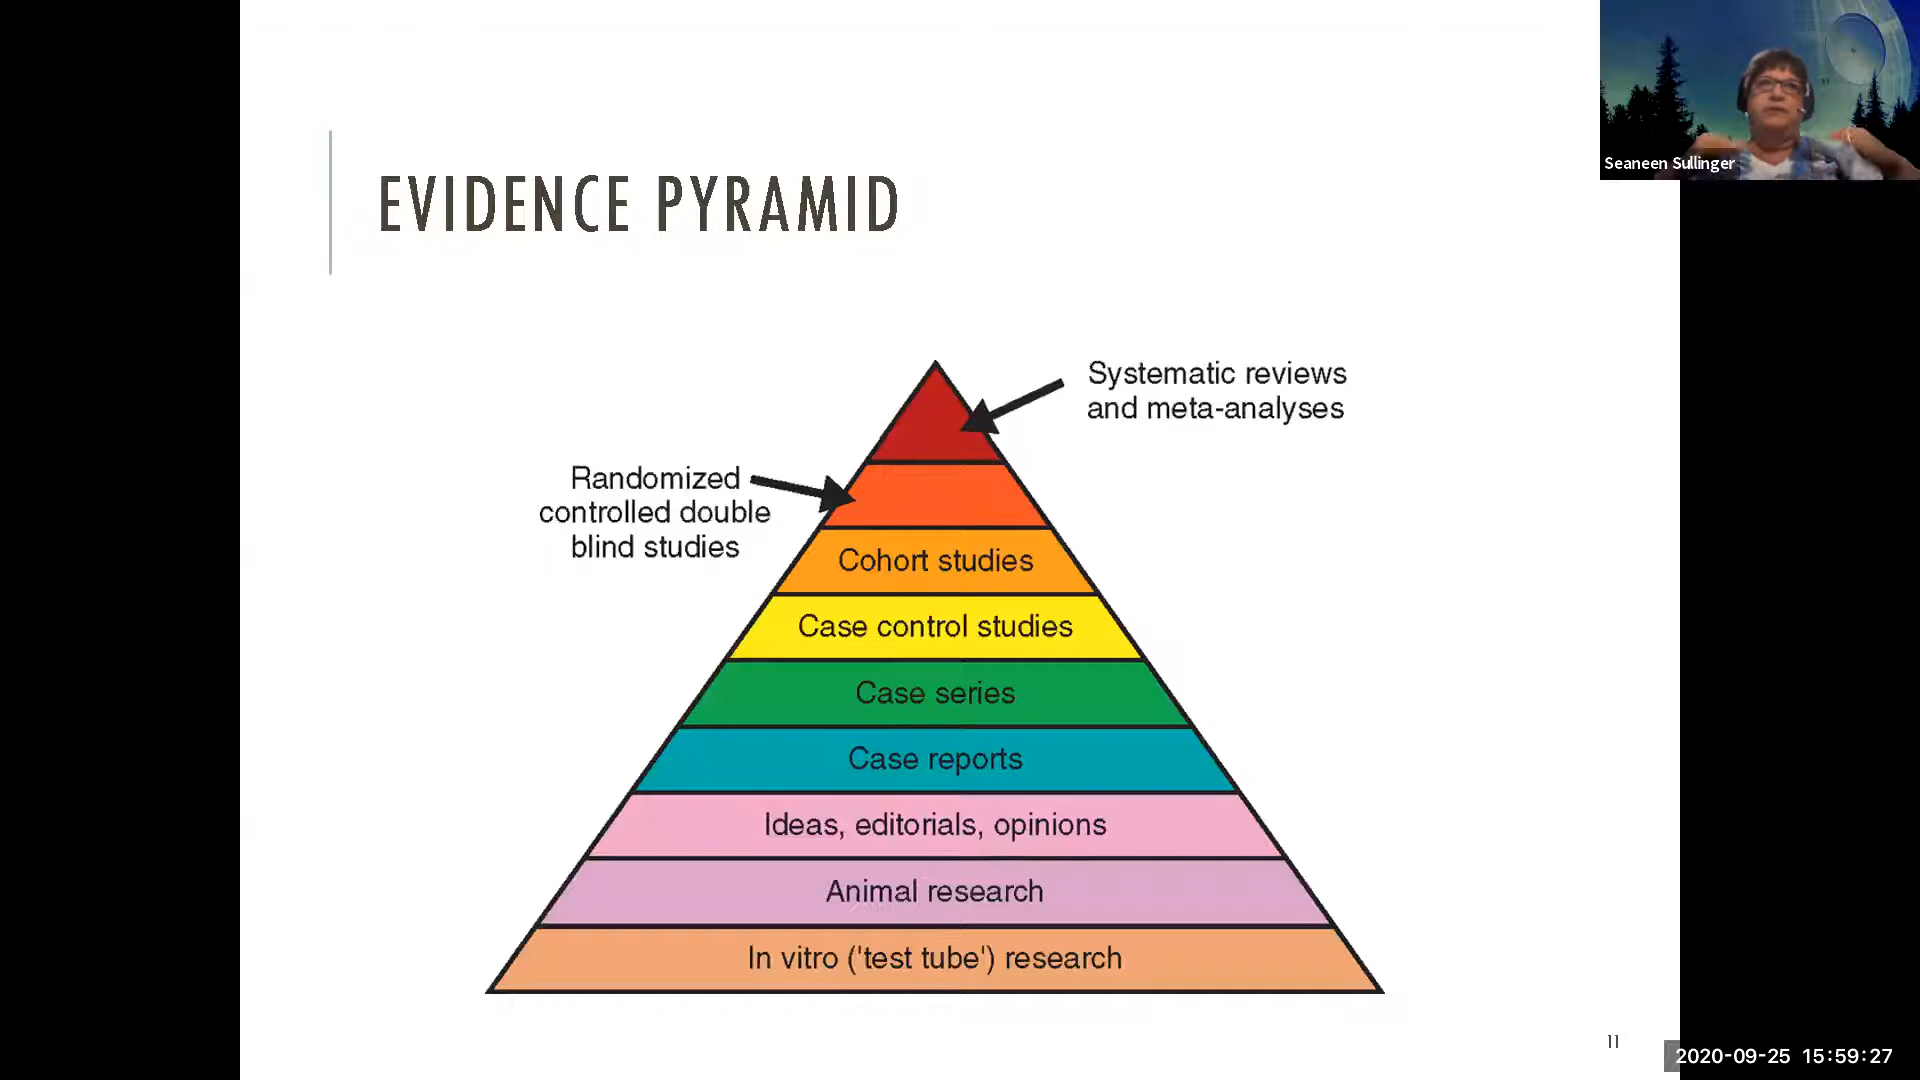 Seaneen Sullinger
EVIDENCE PYRAMID
Systematic reviews
and meta-analyses
Randomized
controlled double
blind studies
Cohort studies
Case control studies
Case series
Case reports
Ideas, editorials, opinions
Animal research
In vitro ('test tube') research
11
2020-09-25 15:59:27